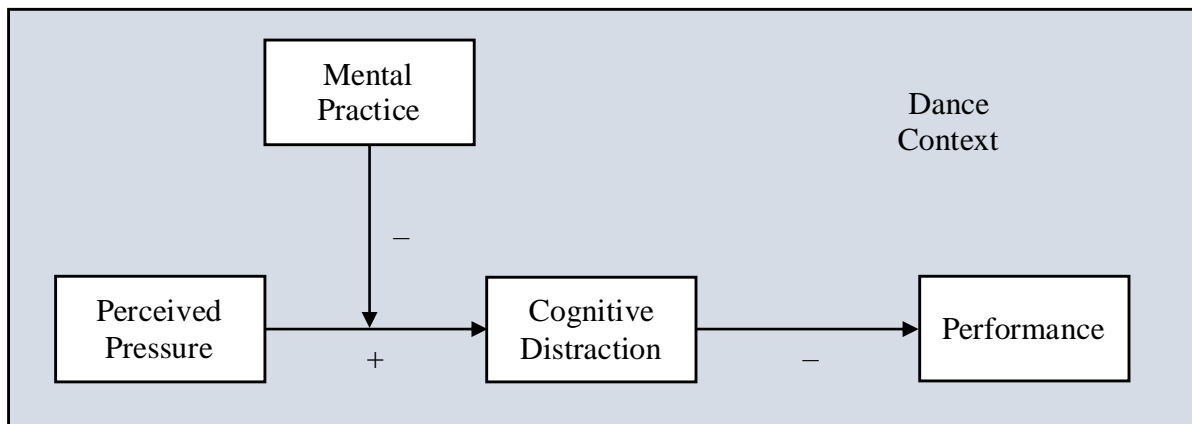 Mental
Practice
Dance
Context
–
Perceived
Pressure
+
Cognitive
Distraction
–
Performance